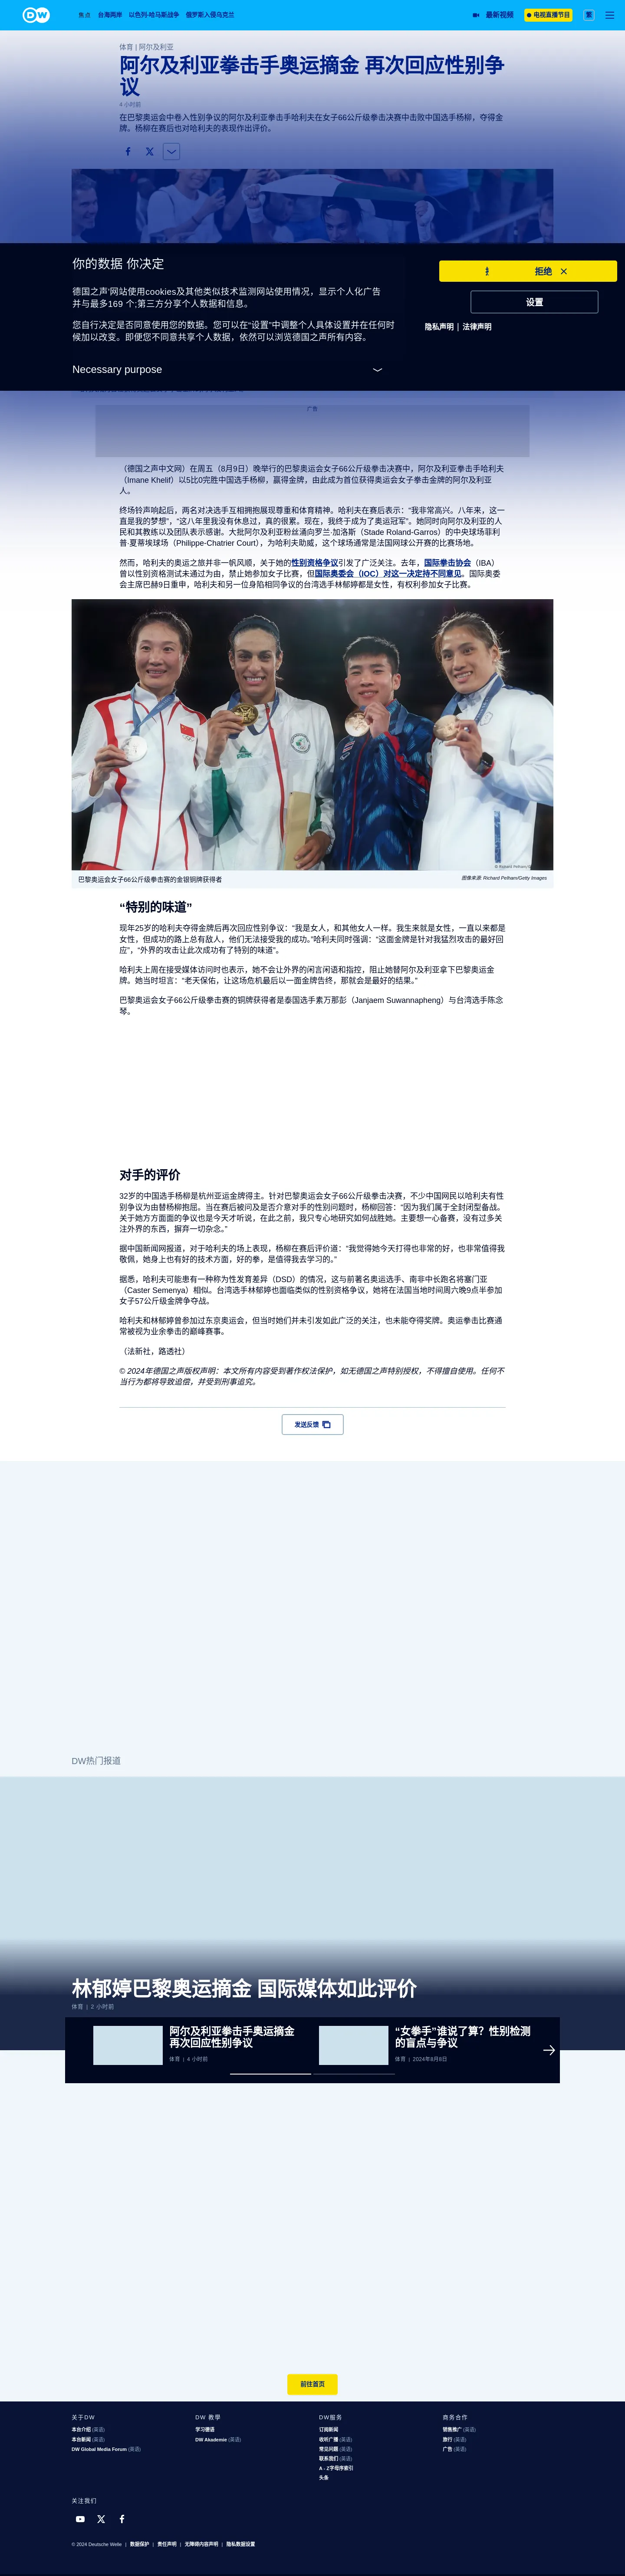 DW
焦点 台海两岸 以色列-哈马斯战争 俄罗斯入侵乌克兰
最新视频 电视直播节目 繁
体育 | 阿尔及利亚
阿尔及利亚拳击手奥运摘金 再次回应性别争
议
4 小时前
在巴黎奥运会中卷入性别争议的阿尔及利亚拳击手哈利夫在女子66公斤级拳击决赛中击败中国选手杨柳，夺得金
牌。杨柳在赛后也对哈利夫的表现作出评价。
你的数据 你决定
德国之声'网站使用cookies及其他类似技术监测网站使用情况，显示个人化广告
并与最多169 个;第三方分享个人数据和信息。
您自行决定是否同意使用您的数据。您可以在"设置"中调整个人具体设置并在任何时
候加以改变。即便您不同意共享个人数据，依然可以浏览德国之声所有内容。
Necessary purpose
拒绝
设置
隐私声明 | 法律声明
广告
（德国之声中文网）在周五（8月9日）晚举行的巴黎奥运会女子66公斤级拳击决赛中，阿尔及利亚拳击手哈利夫
（Imane Khelif）以5比0完胜中国选手杨柳，赢得金牌，由此成为首位获得奥运会女子拳击金牌的阿尔及利亚
人。
终场铃声响起后，两名对决选手互相拥抱展现尊重和体育精神。哈利夫在赛后表示：“我非常高兴。八年来，这一
直是我的梦想”，“这八年里我没有休息过，真的很累。现在，我终于成为了奥运冠军”。她同时向阿尔及利亚的人
民和其教练以及团队表示感谢。大批阿尔及利亚粉丝涌向罗兰·加洛斯（Stade Roland-Garros）的中央球场菲利
普·夏蒂埃球场（Philippe-Chatrier Court），为哈利夫助威，这个球场通常是法国网球公开赛的比赛场地。
然而，哈利夫的奥运之旅并非一帆风顺，关于她的性别资格争议引发了广泛关注。去年，国际拳击协会（IBA）
曾以性别资格测试未通过为由，禁止她参加女子比赛，但国际奥委会（IOC）对这一决定持不同意见。国际奥委
会主席巴赫9日重申，哈利夫和另一位身陷相同争议的台湾选手林郁婷都是女性，有权利参加女子比赛。
巴黎奥运会女子66公斤级拳击赛的金银铜牌获得者
图像来源: Richard Pelham/Getty Images
“特别的味道”
现年25岁的哈利夫夺得金牌后再次回应性别争议：“我是女人，和其他女人一样。我生来就是女性，一直以来都是
女性，但成功的路上总有敌人，他们无法接受我的成功。”哈利夫同时强调：“这面金牌是针对我猛烈攻击的最好回
应”，“外界的攻击让此次成功有了特别的味道”。
哈利夫上周在接受媒体访问时也表示，她不会让外界的闲言闲语和指控，阻止她替阿尔及利亚拿下巴黎奥运金
牌。她当时坦言：“老天保佑，让这场危机最后以一面金牌告终，那就会是最好的结果。”
巴黎奥运会女子66公斤级拳击赛的铜牌获得者是泰国选手素万那彭（Janjaem Suwannapheng）与台湾选手陈念
琴。
对手的评价
32岁的中国选手杨柳是杭州亚运金牌得主。针对巴黎奥运会女子66公斤级拳击决赛，不少中国网民以哈利夫有性
别争议为由替杨柳抱屈。当在赛后被问及是否介意对手的性别问题时，杨柳回答：“因为我们属于全封闭型备战。
关于她方方面面的争议也是今天才听说，在此之前，我只专心地研究如何战胜她。主要想一心备赛，没有过多关
注外界的东西，摒弃一切杂念。”
据中国新闻网报道，对于哈利夫的场上表现，杨柳在赛后评价道：“我觉得她今天打得也非常的好，也非常值得我
敬佩，她身上也有好的技术方面，好的拳，是值得我去学习的。”
据悉，哈利夫可能患有一种称为性发育差异（DSD）的情况，这与前著名奥运选手、南非中长跑名将塞门亚
（Caster Semenya）相似。台湾选手林郁婷也面临类似的性别资格争议，她将在法国当地时间周六晚9点半参加
女子57公斤级金牌争夺战。
哈利夫和林郁婷曾参加过东京奥运会，但当时她们并未引发如此广泛的关注，也未能夺得奖牌。奥运拳击比赛通
常被视为业余拳击的巅峰赛事。
（法新社，路透社）
© 2024年德国之声版权声明：本文所有内容受到著作权法保护，如无德国之声特别授权，不得擅自使用。任何不
当行为都将导致追偿，并受到刑事追究。
发送反馈
DW热门报道
林郁婷巴黎奥运摘金 国际媒体如此评价
体育 | 2 小时前
阿尔及利亚拳击手奥运摘金
再次回应性别争议
体育 | 4 小时前
“女拳手”谁说了算？性别检测
的盲点与争议
体育 | 2024年8月8日
前往首页
关于DW
本台介绍 (英语)
本台新闻 (英语)
DW Global Media Forum (英语)
DW 教學
学习德语
DW Akademie (英语)
DW服务
订阅新闻
收听广播 (英语)
常见问题 (英语)
联系我们 (英语)
A - Z字母序索引
头条
商务合作
销售推广 (英语)
旅行 (英语)
广告 (英语)
关注我们
© 2024 Deutsche Welle | 数据保护 | 责任声明 | 无障碍内容声明 | 隐私数据设置